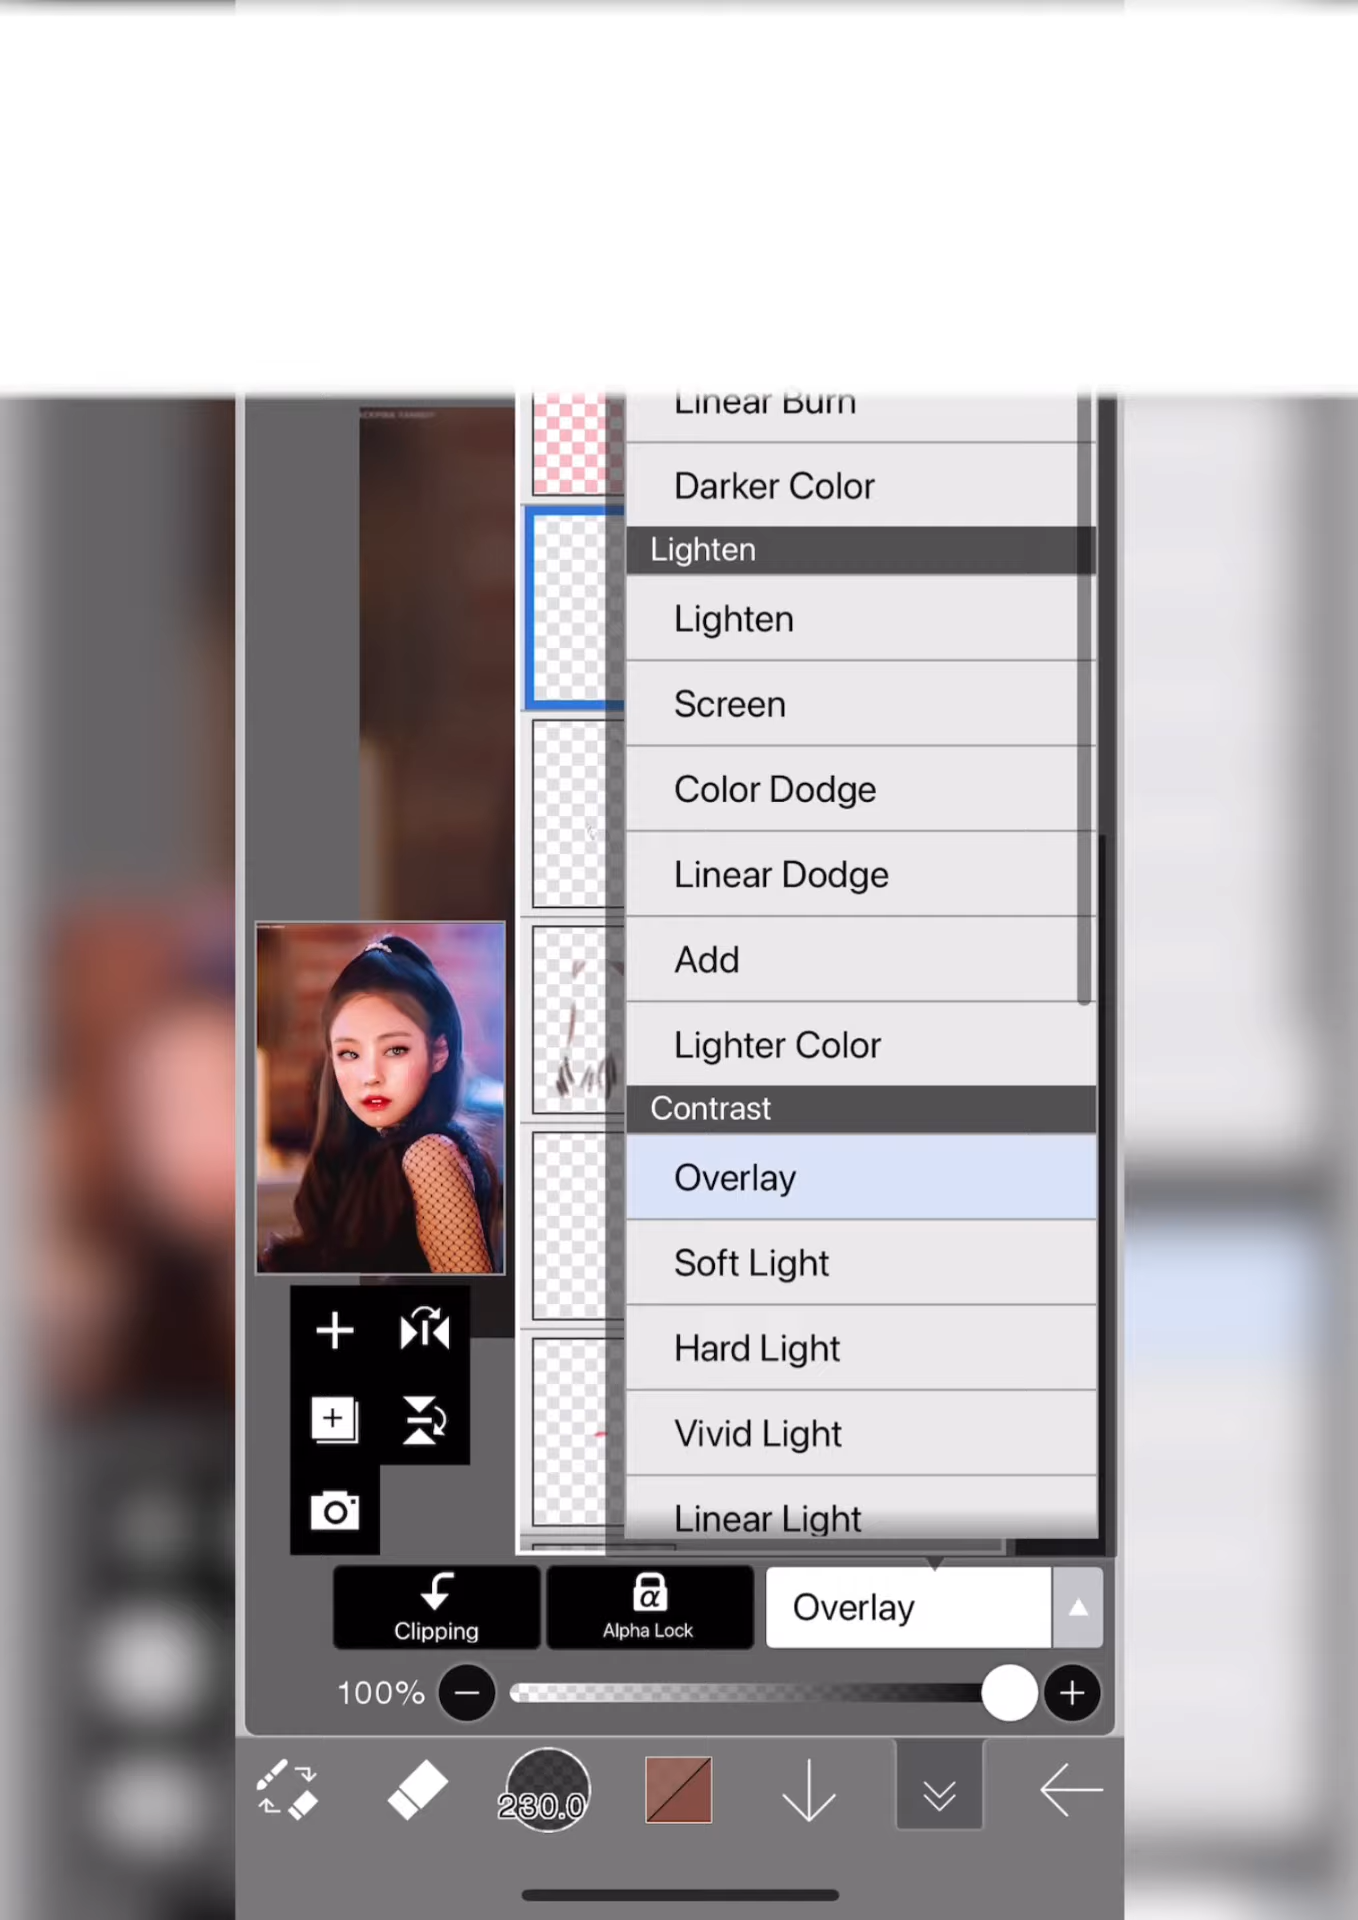 Linear Burn
Darker Color
Lighten
Lighten
Screen
Color Dodge
Linear Dodge
Add
Lighter Color
Contrast
Overlay
Soft Light
Hard Light
Vivid Light
Linear Light
Clipping
α
Alpha Lock
Overlay
100%
230.0